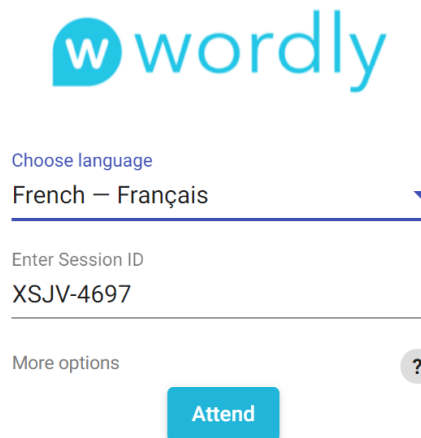 w wordly
Choose language
French — Français
Enter Session ID
XSJV-4697
More options
?
Attend